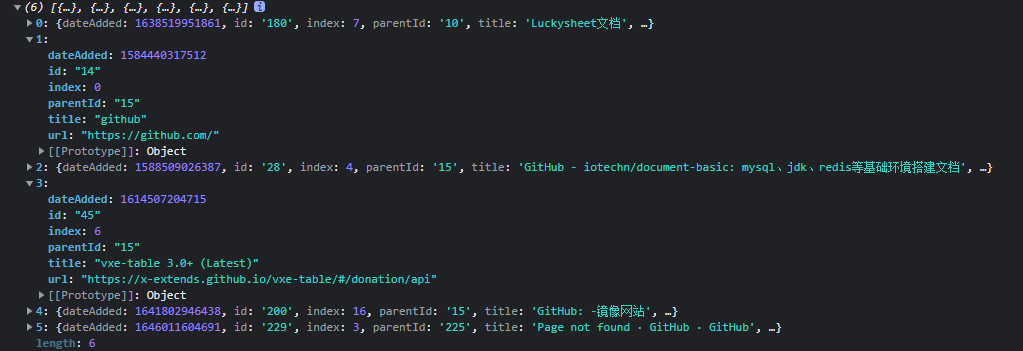 (6) [{…}, {…}, {…}, {…}, {…}, {…}] i
0: {dateAdded: 1638519951861, id: '180', index: 7, parentId: '10', title: 'Luckysheet文档', …}
1:
dateAdded: 1584440317512
id: "14"
index: 0
parentId: "15"
title: "github"
url: "https://github.com/"
[[Prototype]]: Object
2: {dateAdded: 1588509026387, id: '28', index: 4, parentId: '15', title: 'GitHub - iotechn/document-basic: mysql、jdk、redis等基础环境搭建文档', …}
3:
dateAdded: 1614507204715
id: "45"
index: 6
parentId: "15"
title: "vxe-table 3.0+ (Latest)"
url: "https://x-extends.github.io/vxe-table/#/donation/api"
[[Prototype]]: Object
4: {dateAdded: 1641802946438, id: '200', index: 16, parentId: '15', title: 'GitHub: -镜像网站', …}
5: {dateAdded: 1646011604691, id: '229', index: 3, parentId: '225', title: 'Page not found · GitHub · GitHub', …}
length: 6